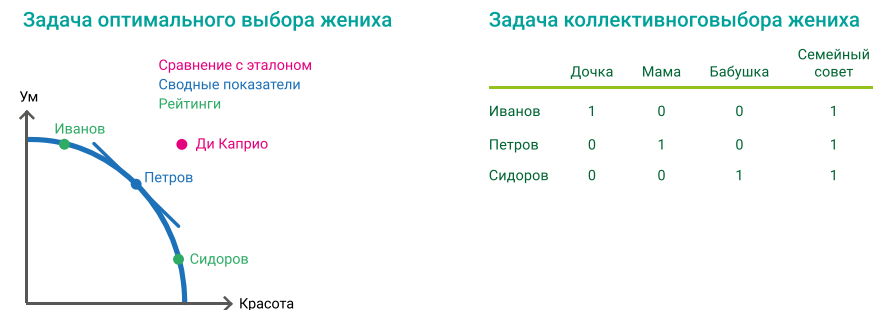 Задача оптимального выбора жениха
Сравнение с эталоном
Сводные показатели
Рейтинги
Ум
Иванов
Ди Каприо
Петров
Сидоров
Красота
Задача коллективноговыбора жениха
Дочка Мама Бабушка Семейный совет
Иванов 1 0 0 1
Петров 0 1 0 1
Сидоров 0 0 1 1